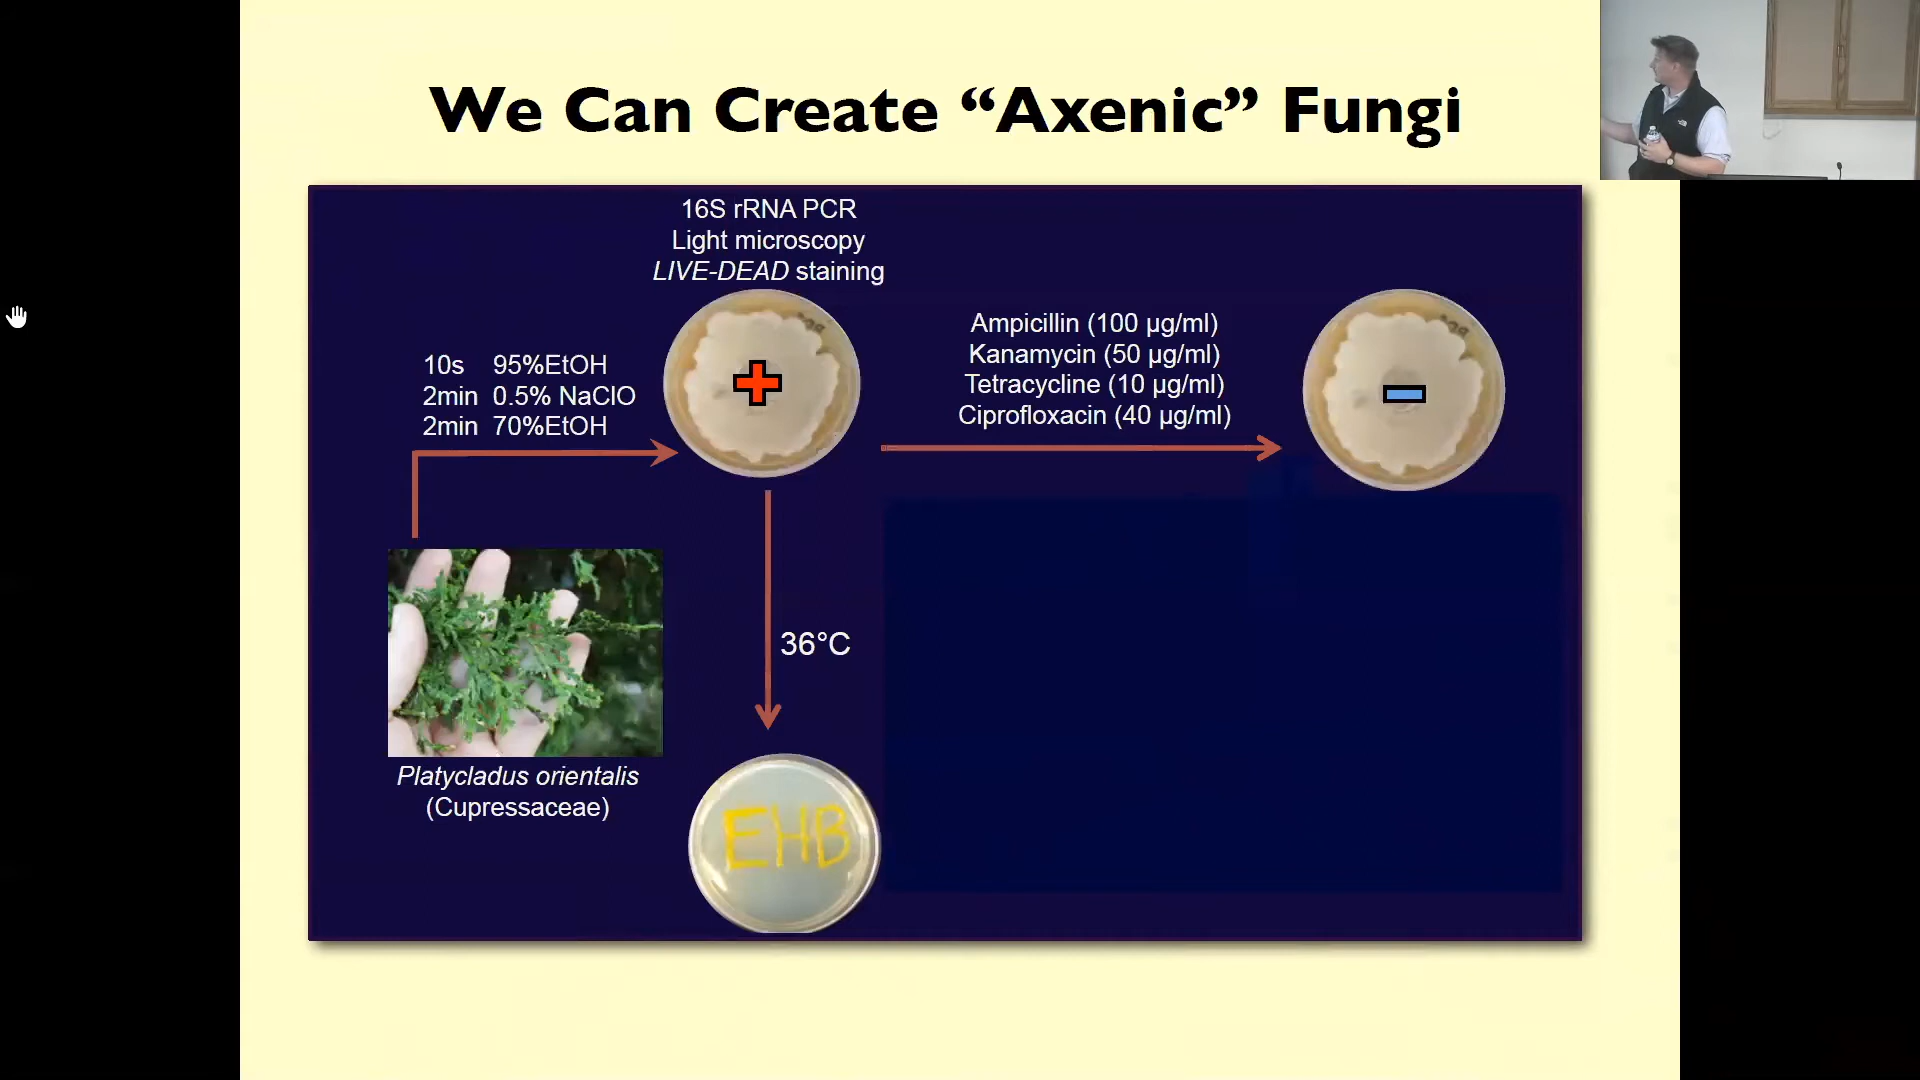 We Can Create “Axenic” Fungi
16S rRNA PCR
Light microscopy
LIVE-DEAD staining
10s 95%EtOH
2min 0.5% NaClO
2min 70%EtOH
Ampicillin (100 µg/ml)
Kanamycin (50 µg/ml)
Tetracycline (10 µg/ml)
Ciprofloxacin (40 µg/ml)
36°C
Platycladus orientalis
(Cupressaceae)
EHB